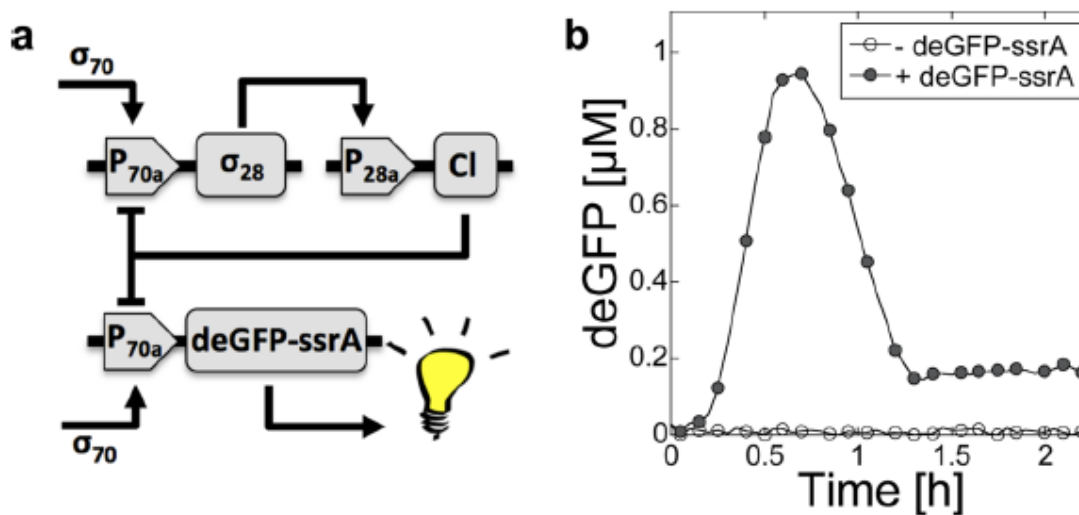 a
σ70
P70a
σ28
P28a
CI
P70a
deGFP-ssrA
σ70
b
deGFP [µM]
1
0.8
0.6
0.4
0.2
0
- deGFP-ssrA
+ deGFP-ssrA
0 0.5 1 1.5 2
Time [h]